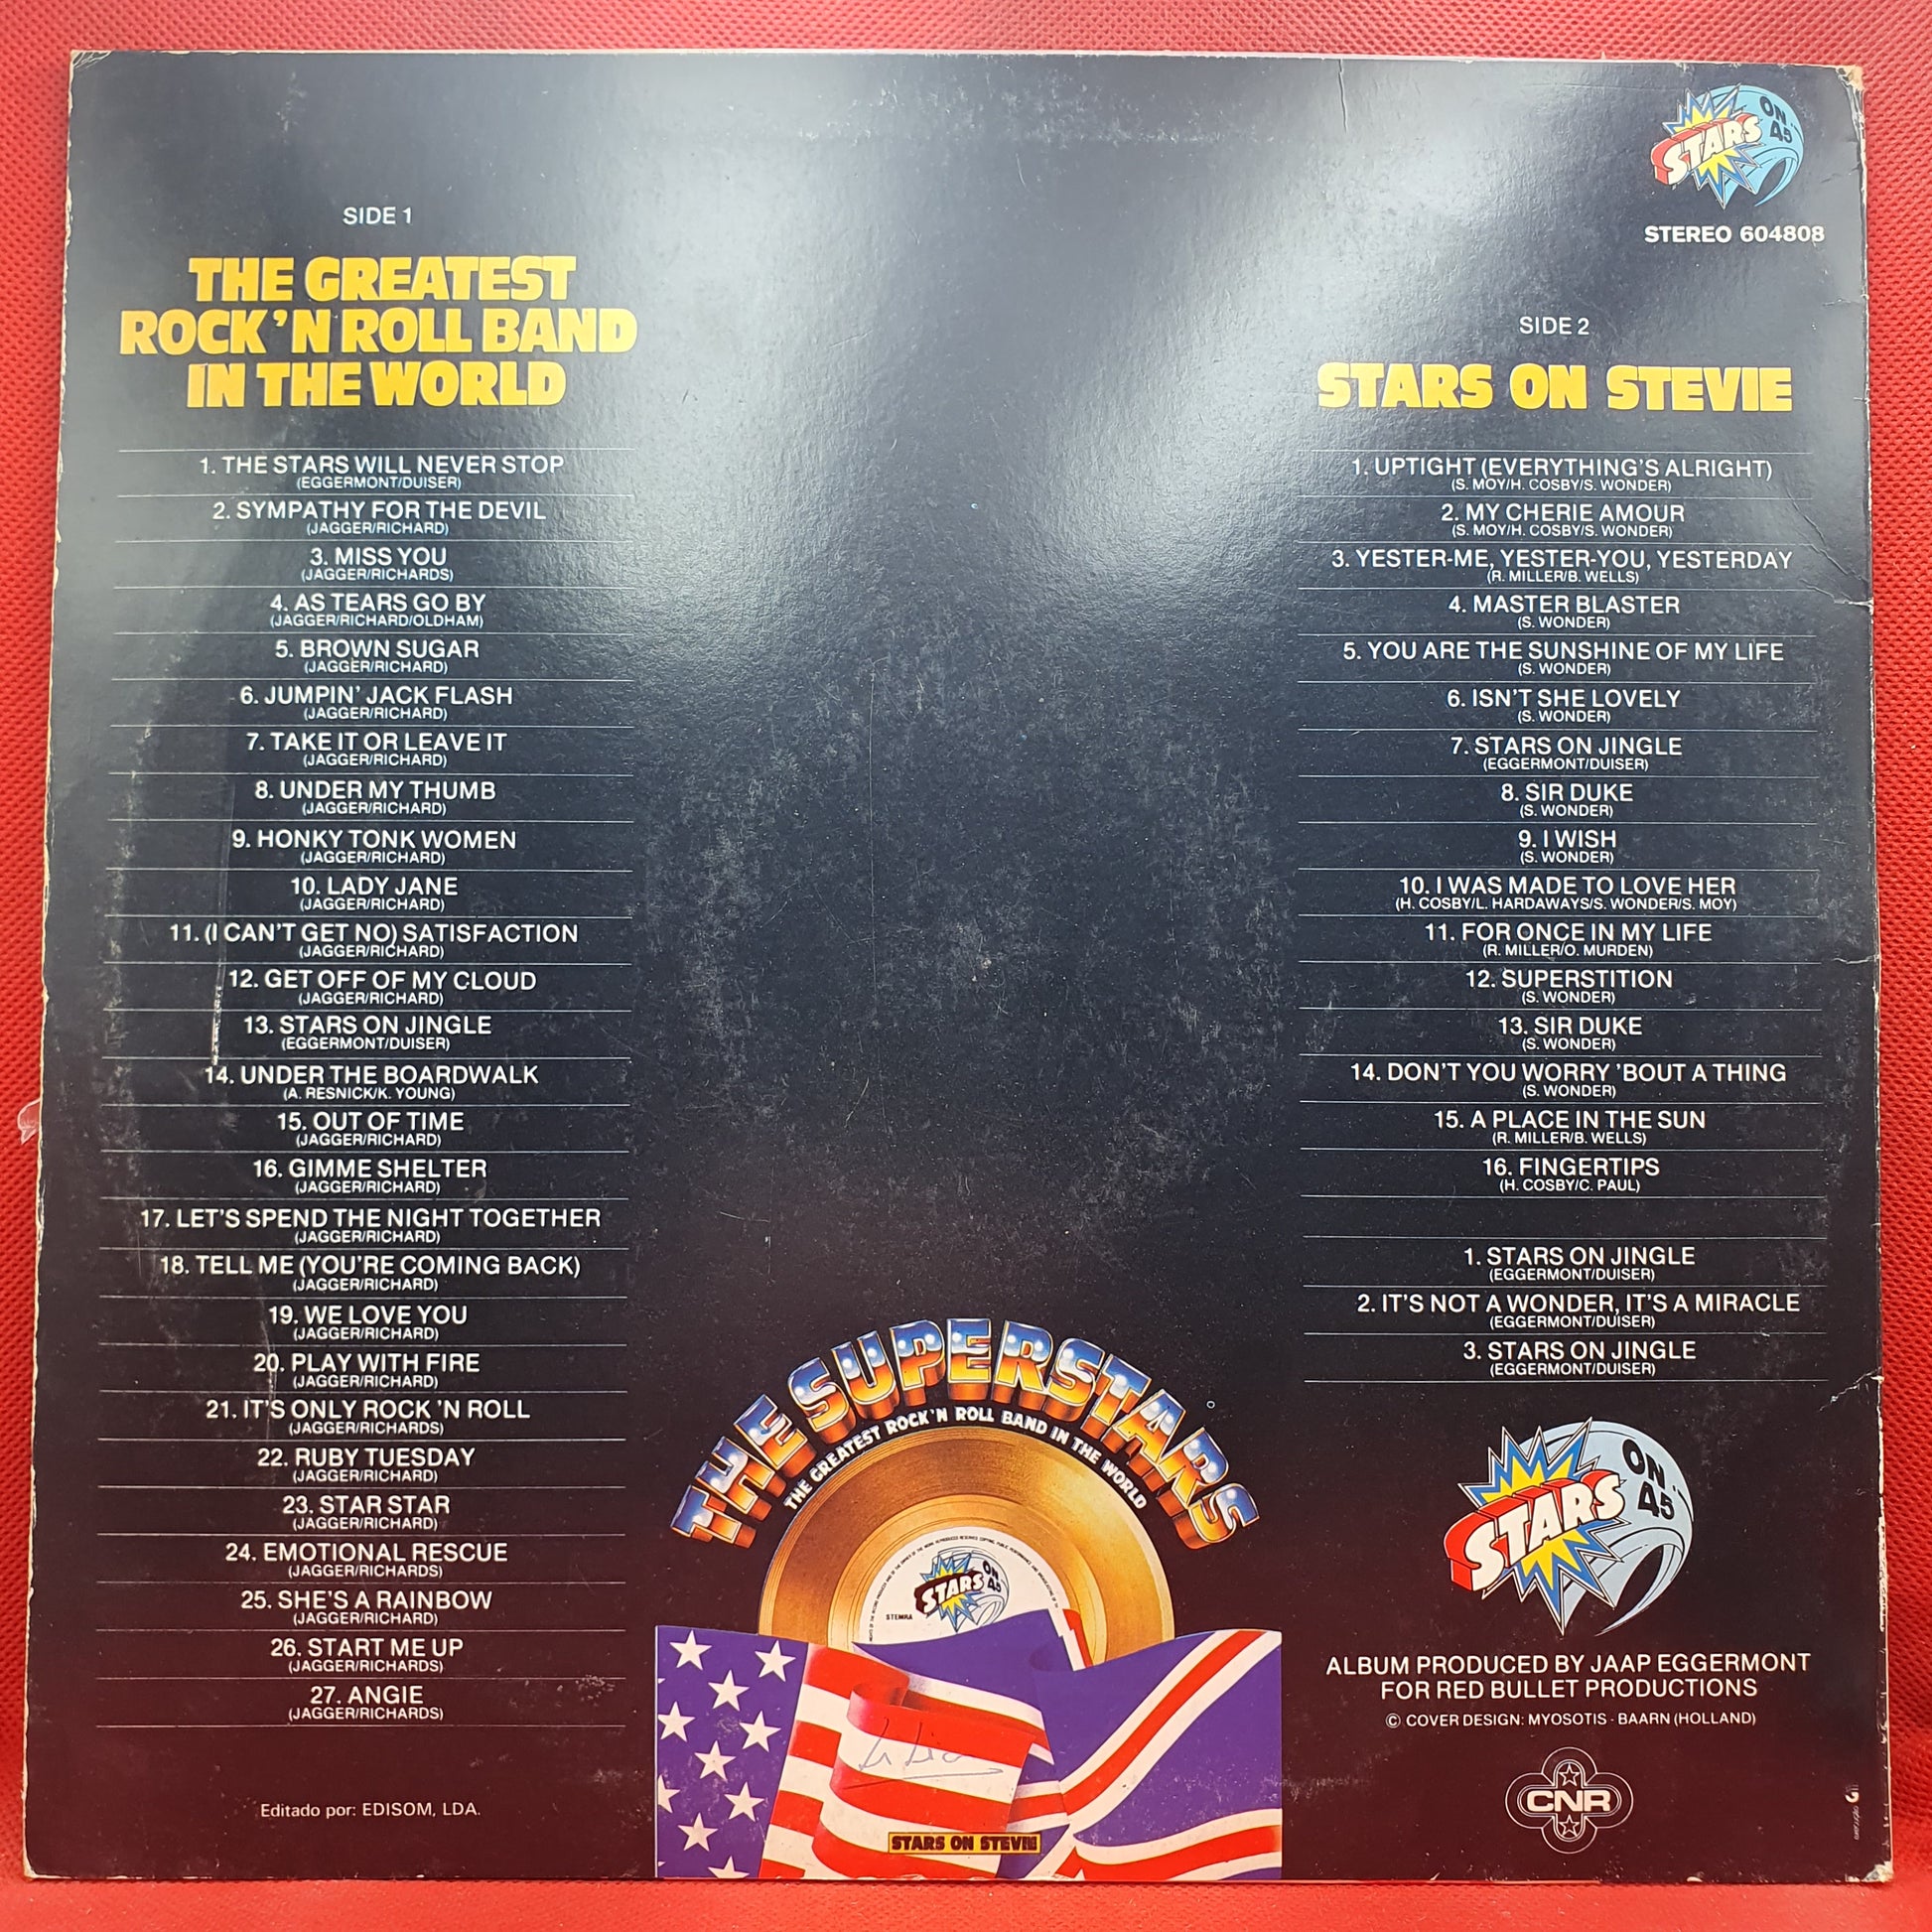 STARS
ON
45
STEREO 604808
SIDE 1
THE GREATEST
ROCK'N ROLL BAND
IN THE WORLD
1. THE STARS WILL NEVER STOP
(EGGERMONT/DUISER)
2. SYMPATHY FOR THE DEVIL
(JAGGER/RICHARD)
3. MISS YOU
(JAGGER/RICHARDS)
4. AS TEARS GO BY
(JAGGER/RICHARD/OLDHAM)
5. BROWN SUGAR
(JAGGER/RICHARD)
6. JUMPIN' JACK FLASH
(JAGGER/RICHARD)
7. TAKE IT OR LEAVE IT
(JAGGER/RICHARD)
8. UNDER MY THUMB
(JAGGER/RICHARD)
9. HONKY TONK WOMEN
(JAGGER/RICHARD)
10. LADY JANE
(JAGGER/RICHARD)
11. (I CAN'T GET NO) SATISFACTION
(JAGGER/RICHARD)
12. GET OFF OF MY CLOUD
(JAGGER/RICHARD)
13. STARS ON JINGLE
(EGGERMONT/DUISER)
14. UNDER THE BOARDWALK
(A. RESNICK/K. YOUNG)
15. OUT OF TIME
(JAGGER/RICHARD)
16. GIMME SHELTER
(JAGGER/RICHARD)
17. LET'S SPEND THE NIGHT TOGETHER
(JAGGER/RICHARD)
18. TELL ME (YOU'RE COMING BACK)
(JAGGER/RICHARD)
19. WE LOVE YOU
(JAGGER/RICHARD)
20. PLAY WITH FIRE
(JAGGER/RICHARD)
21. IT'S ONLY ROCK 'N ROLL
(JAGGER/RICHARDS)
22. RUBY TUESDAY
(JAGGER/RICHARD)
23. STAR STAR
(JAGGER/RICHARD)
24. EMOTIONAL RESCUE
(JAGGER/RICHARDS)
25. SHE'S A RAINBOW
(JAGGER/RICHARD)
26. START ME UP
(JAGGER/RICHARDS)
27. ANGIE
(JAGGER/RICHARDS)
Editado por: EDISOM, LDA.
SIDE 2
STARS ON STEVIE
1. UPTIGHT (EVERYTHING'S ALRIGHT)
(S. MOY/H. COSBY/S. WONDER)
2. MY CHERIE AMOUR
(S. MOY/H. COSBY/S. WONDER)
3. YESTER-ME, YESTER-YOU, YESTERDAY
(R. MILLER/B. WELLS)
4. MASTER BLASTER
(S. WONDER)
5. YOU ARE THE SUNSHINE OF MY LIFE
(S. WONDER)
6. ISN'T SHE LOVELY
(S. WONDER)
7. STARS ON JINGLE
(EGGERMONT/DUISER)
8. SIR DUKE
(S. WONDER)
9. I WISH
(S. WONDER)
10. I WAS MADE TO LOVE HER
(H. COSBY/L. HARDAWAYS/S. WONDER/S. MOY)
11. FOR ONCE IN MY LIFE
(R. MILLER/O. MURDEN)
12. SUPERSTITION
(S. WONDER)
13. SIR DUKE
(S. WONDER)
14. DON'T YOU WORRY 'BOUT A THING
(S. WONDER)
15. A PLACE IN THE SUN
(R. MILLER/B. WELLS)
16. FINGERTIPS
(H. COSBY/C. PAUL)
1. STARS ON JINGLE
(EGGERMONT/DUISER)
2. IT'S NOT A WONDER, IT'S A MIRACLE
(EGGERMONT/DUISER)
3. STARS ON JINGLE
(EGGERMONT/DUISER)
THE SUPERSTARS
THE GREATEST ROCK'N ROLL BAND IN THE WORLD
STARS
ON
45
STEMRA
STARS ON STEVIE
STARS
ON
45
ALBUM PRODUCED BY JAAP EGGERMONT
FOR RED BULLET PRODUCTIONS
© COVER DESIGN: MYOSOTIS - BAARN (HOLLAND)
CNR